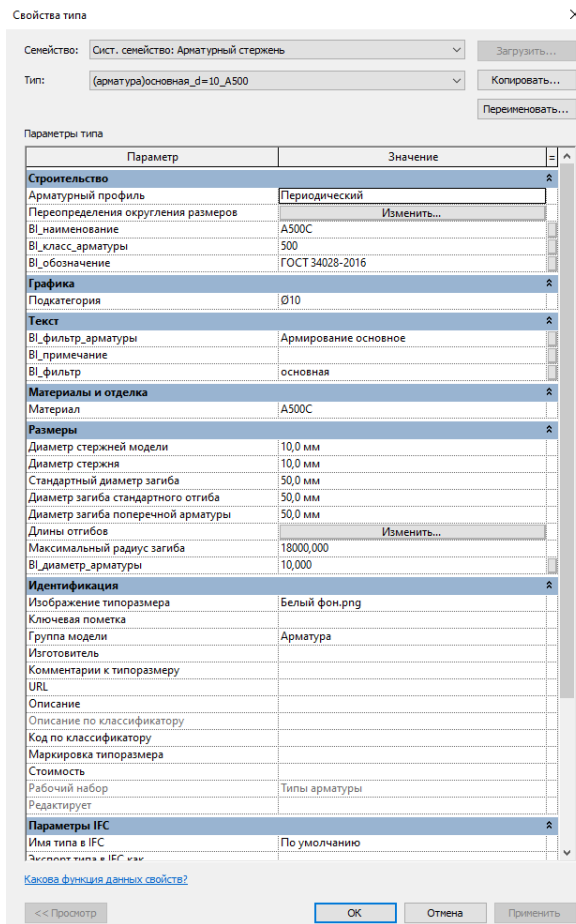 Свойства типа
Семейство: Сист. семейство: Арматурный стержень Загрузить...
Тип: (арматура)основная_d=10_A500 Копировать...
Переименовать...
Параметры типа
Параметр Значение =
Строительство
Арматурный профиль Периодический
Переопределения округления размеров Изменить...
BI_наименование A500C
BI_класс_арматуры 500
BI_обозначение ГОСТ 34028-2016
Графика
Подкатегория Ø10
Текст
BI_фильтр_арматуры Армирование основное
BI_примечание
BI_фильтр основная
Материалы и отделка
Материал A500C
Размеры
Диаметр стержней модели 10,0 мм
Диаметр стержня 10,0 мм
Стандартный диаметр загиба 50,0 мм
Диаметр загиба стандартного отгиба 50,0 мм
Диаметр загиба поперечной арматуры 50,0 мм
Длины отгибов Изменить...
Максимальный радиус загиба 18000,000
BI_диаметр_арматуры 10,000
Идентификация
Изображение типоразмера Белый фон.png
Ключевая пометка
Группа модели Арматура
Изготовитель
Комментарии к типоразмеру
URL
Описание
Описание по классификатору
Код по классификатору
Маркировка типоразмера
Стоимость
Рабочий набор Типы арматуры
Редактирует
Параметры IFC
Имя типа в IFC По умолчанию
Экспорт типа в IFC как
Какова функция данных свойств?
<< Просмотр OK Отмена Применить